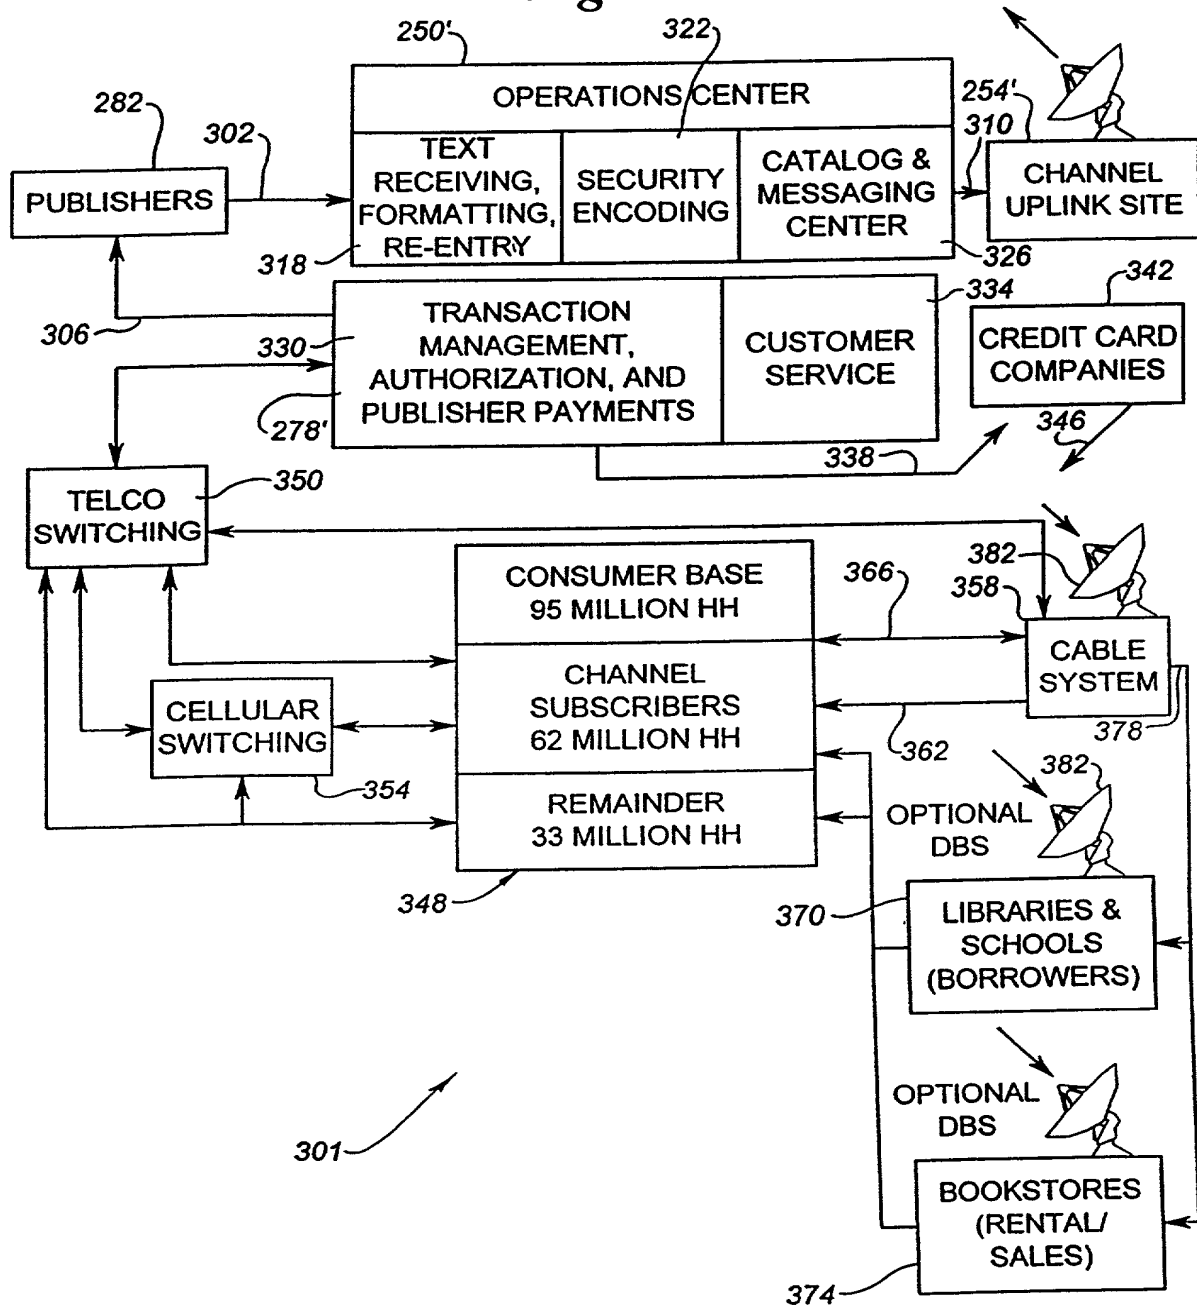 g
250'
322
OPERATIONS CENTER
254'
282
302
310
PUBLISHERS
TEXT
RECEIVING,
FORMATTING,
RE-ENTRY
318
SECURITY
ENCODING
CATALOG &
MESSAGING
CENTER
326
CHANNEL
UPLINK SITE
306
330
TRANSACTION
MANAGEMENT,
AUTHORIZATION, AND
PUBLISHER PAYMENTS
278'
334
CUSTOMER
SERVICE
342
CREDIT CARD
COMPANIES
346
338
350
TELCO
SWITCHING
382
358
366
CONSUMER BASE
95 MILLION HH
CHANNEL
SUBSCRIBERS
62 MILLION HH
CABLE
SYSTEM
378
362
CELLULAR
SWITCHING
354
REMAINDER
33 MILLION HH
348
382
OPTIONAL
DBS
370
LIBRARIES &
SCHOOLS
(BORROWERS)
OPTIONAL
DBS
301
BOOKSTORES
(RENTAL/
SALES)
374